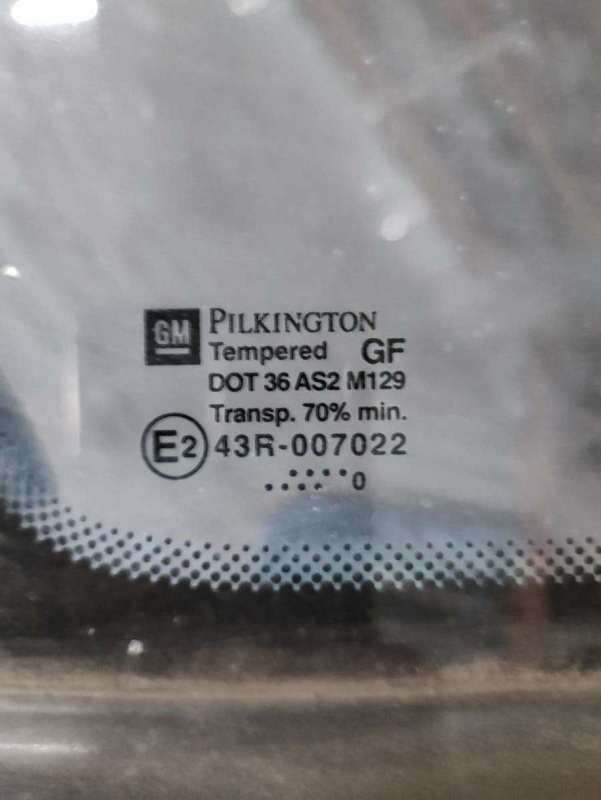 GM PILKINGTON
Tempered GF
DOT 36 AS2 M129
Transp. 70% min.
E2 43R-007022
.....
..... 0